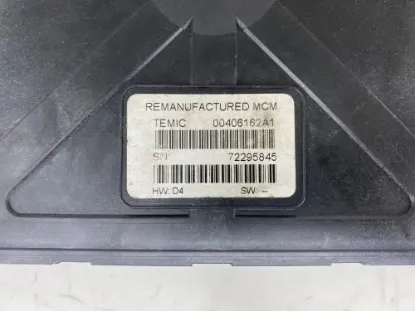 REMANUFACTURED MCM
TEMIC: 00406162A1
SN: 72295845
HW: D4 SW: --